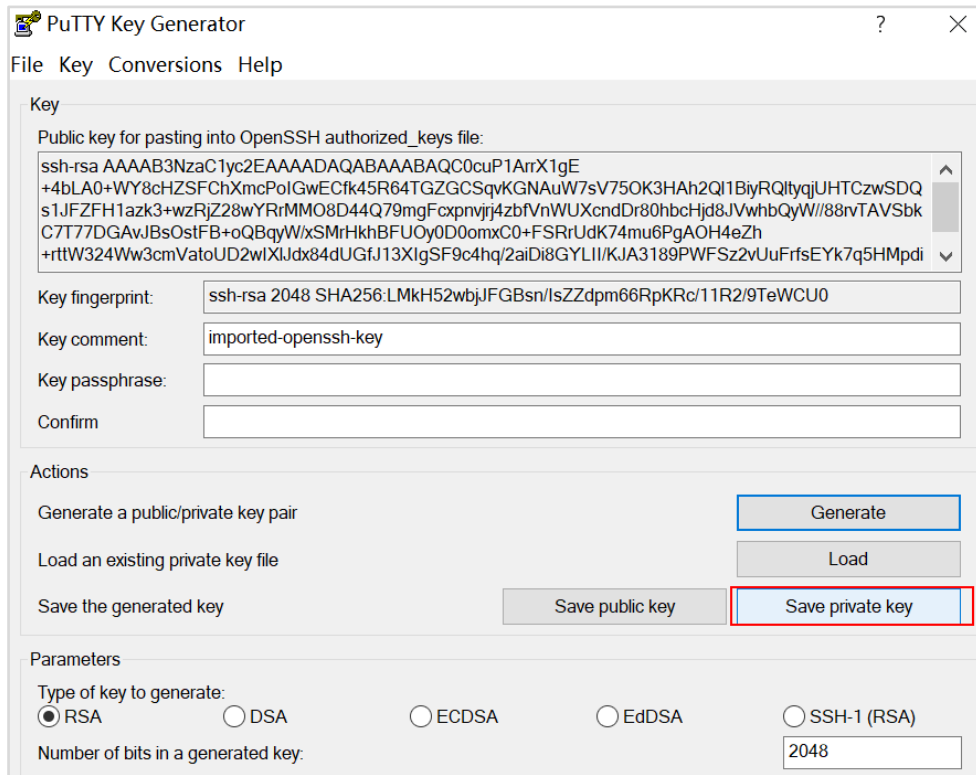 PuTTY Key Generator ?
File Key Conversions Help
Key
Public key for pasting into OpenSSH authorized_keys file:
ssh-rsa AAAAB3NzaC1yc2EAAAADAQABAAABAQC0cuP1ArrX1gE
+4bLA0+WY8cHZSFChXmcPoIGwECfk45R64TGZGCSqvKGNAuW7sV75OK3HAh2Ql1BiyRQltyqjUHTCzwSDQ
s1JFZFH1azk3+wzRjZ28wYRrMMO8D44Q79mgFcxpnvjrj4zbfVnWUXcndDr80hbcHjd8JVwhbQyW//88rvTAVSbk
C7T77DGAvJBsOstFB+oQBqyW/xSMrHkhBFUOy0D0omxC0+FSRrUdK74mu6PgAOH4eZh
+rttW324Ww3cmVatoUD2wIXlJdx84dUGfJ13XIgSF9c4hq/2aiDi8GYLII/KJA3189PWFSz2vUuFrfsEYk7q5HMpdi
Key fingerprint: ssh-rsa 2048 SHA256:LMkH52wbjJFGBsn/IsZZdpm66RpKRc/11R2/9TeWCU0
Key comment: imported-openssh-key
Key passphrase:
Confirm
Actions
Generate a public/private key pair Generate
Load an existing private key file Load
Save the generated key Save public key Save private key
Parameters
Type of key to generate:
RSA DSA ECDSA EdDSA SSH-1 (RSA)
Number of bits in a generated key: 2048